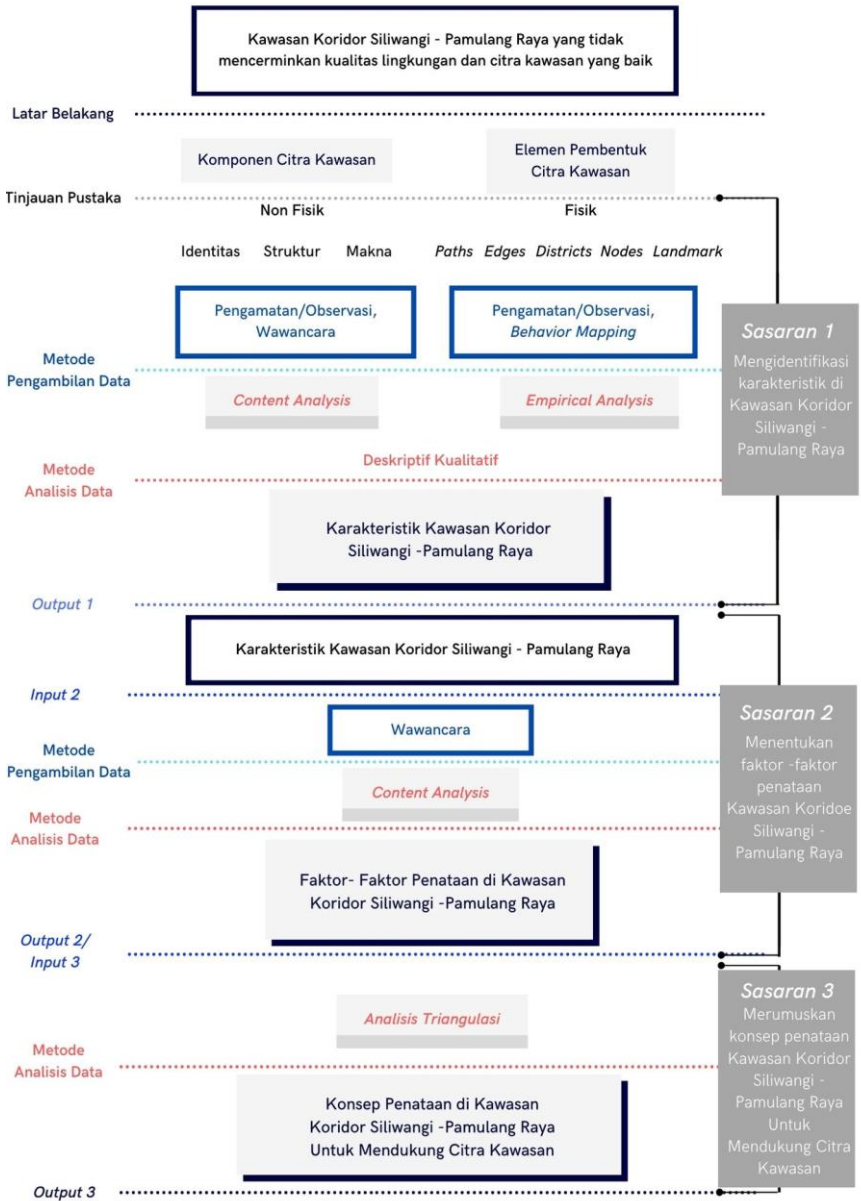 Kawasan Koridor Siliwangi - Pamulang Raya yang tidak
mencerminkan kualitas lingkungan dan citra kawasan yang baik
Latar Belakang
Komponen Citra Kawasan
Elemen Pembentuk
Citra Kawasan
Tinjauan Pustaka
Non Fisik
Fisik
Identitas Struktur Makna
Paths Edges Districts Nodes Landmark
Pengamatan/Observasi,
Wawancara
Pengamatan/Observasi,
Behavior Mapping
Metode
Pengambilan Data
Content Analysis
Empirical Analysis
Deskriptif Kualitatif
Metode
Analisis Data
Karakteristik Kawasan Koridor
Siliwangi -Pamulang Raya
Output 1
Sasaran 1
Mengidentifikasi
karakteristik di
Kawasan Koridor
Siliwangi -
Pamulang Raya
Karakteristik Kawasan Koridor Siliwangi - Pamulang Raya
Input 2
Wawancara
Metode
Pengambilan Data
Content Analysis
Metode
Analisis Data
Faktor- Faktor Penataan di Kawasan
Koridor Siliwangi -Pamulang Raya
Output 2/
Input 3
Sasaran 2
Menentukan
faktor -faktor
penataan
Kawasan Koridoe
Siliwangi -
Pamulang Raya
Analisis Triangulasi
Metode
Analisis Data
Konsep Penataan di Kawasan
Koridor Siliwangi -Pamulang Raya
Untuk Mendukung Citra Kawasan
Output 3
Sasaran 3
Merumuskan
konsep penataan
Kawasan Koridor
Siliwangi -
Pamulang Raya
Untuk
Mendukung Citra
Kawasan